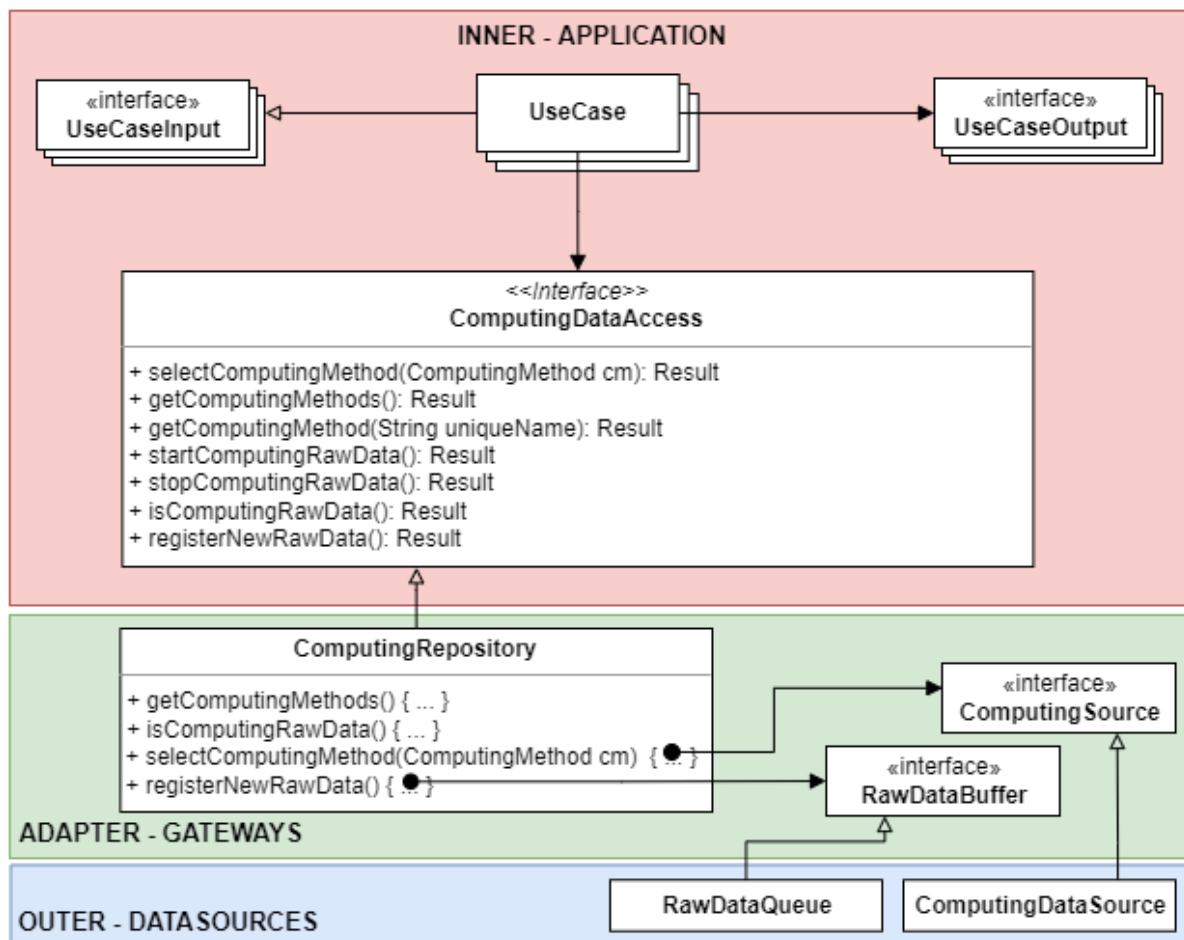 INNER - APPLICATION
«interface»
UseCaseInput
UseCase
«interface»
UseCaseOutput
<<Interface>>
ComputingDataAccess
+ selectComputingMethod(ComputingMethod cm): Result
+ getComputingMethods(): Result
+ getComputingMethod(String uniqueName): Result
+ startComputingRawData(): Result
+ stopComputingRawData(): Result
+ isComputingRawData(): Result
+ registerNewRawData(): Result
ComputingRepository
+ getComputingMethods() { ... }
+ isComputingRawData() { ... }
+ selectComputingMethod(ComputingMethod cm) { ... }
+ registerNewRawData() { ... }
«interface»
ComputingSource
«interface»
RawDataBuffer
ADAPTER - GATEWAYS
RawDataQueue
ComputingDataSource
OUTER - DATASOURCES